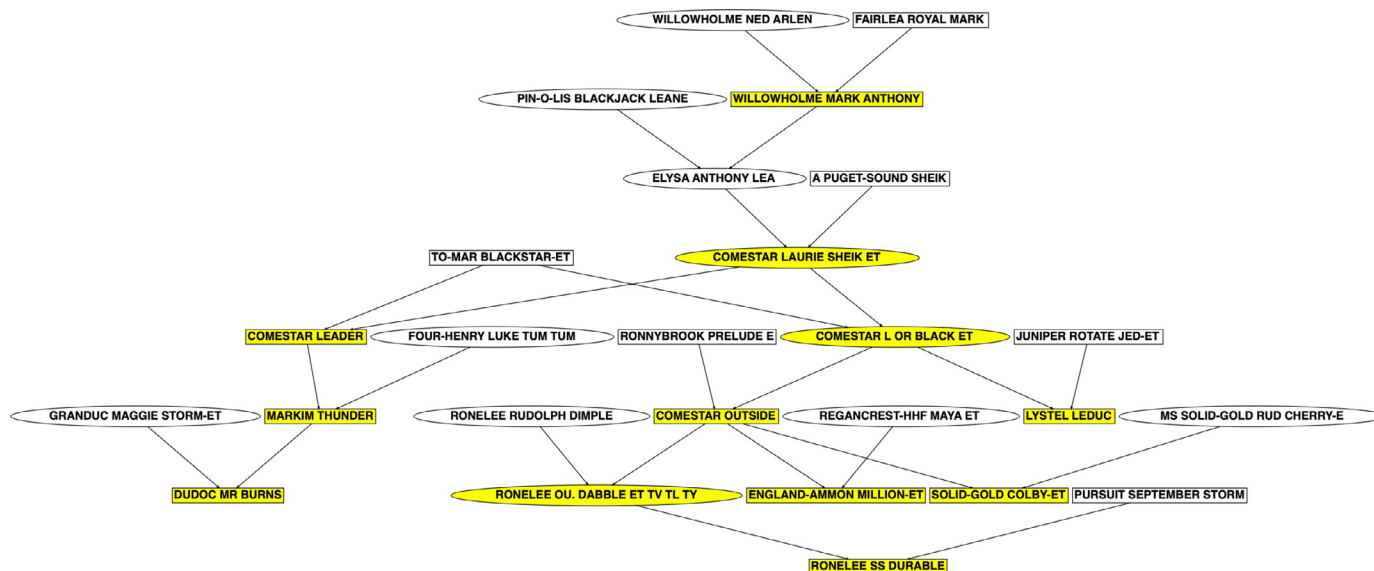 WILLOWHOLME NED ARLEN
FAIRLEA ROYAL MARK
PIN-O-LIS BLACKJACK LEANE
WILLOWHOLME MARK ANTHONY
ELYSA ANTHONY LEA
A PUGET-SOUND SHEIK
TO-MAR BLACKSTAR-ET
COMESTAR LAURIE SHEIK ET
COMESTAR LEADER
FOUR-HENRY LUKE TUM TUM
RONNYBROOK PRELUDE E
COMESTAR L OR BLACK ET
JUNIPER ROTATE JED-ET
GRANDUC MAGGIE STORM-ET
MARKIM THUNDER
RONELEE RUDOLPH DIMPLE
COMESTAR OUTSIDE
REGANCREST-HHF MAYA ET
LYSTEL LEDUC
MS SOLID-GOLD RUD CHERRY-E
DUDOC MR BURNS
RONELEE OU. DABBLE ET TV TL TY
ENGLAND-AMMON MILLION-ET
SOLID-GOLD COLBY-ET
PURSUIT SEPTEMBER STORM
RONELEE SS DURABLE